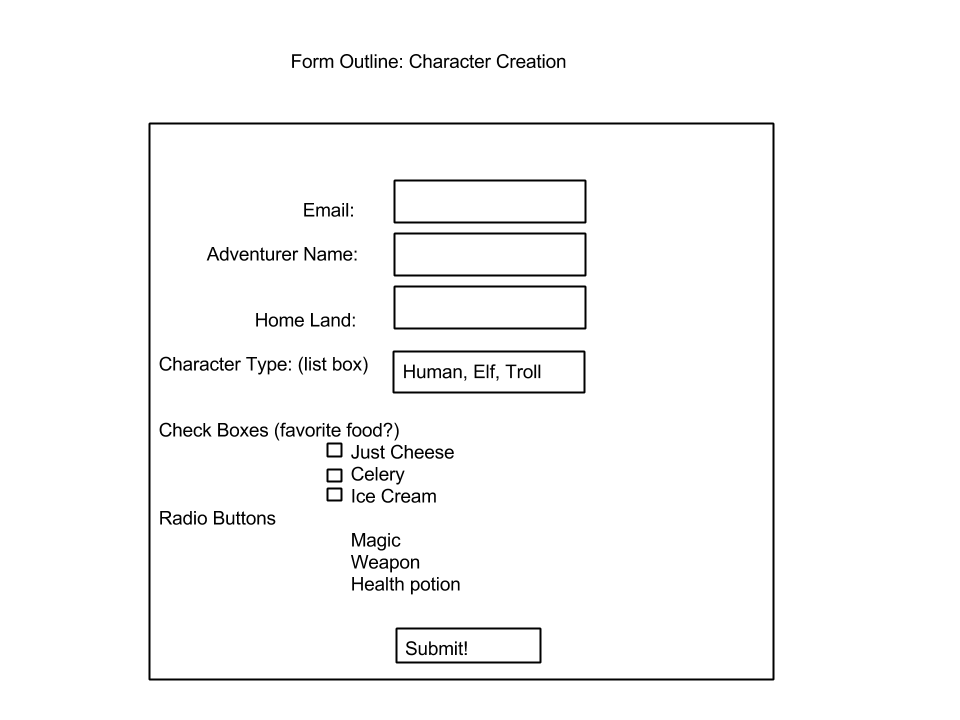 Form Outline: Character Creation
Email:
Adventurer Name:
Home Land:
Character Type: (list box)
Human, Elf, Troll
Check Boxes (favorite food?)
Just Cheese
Celery
Ice Cream
Radio Buttons
Magic
Weapon
Health potion
Submit!